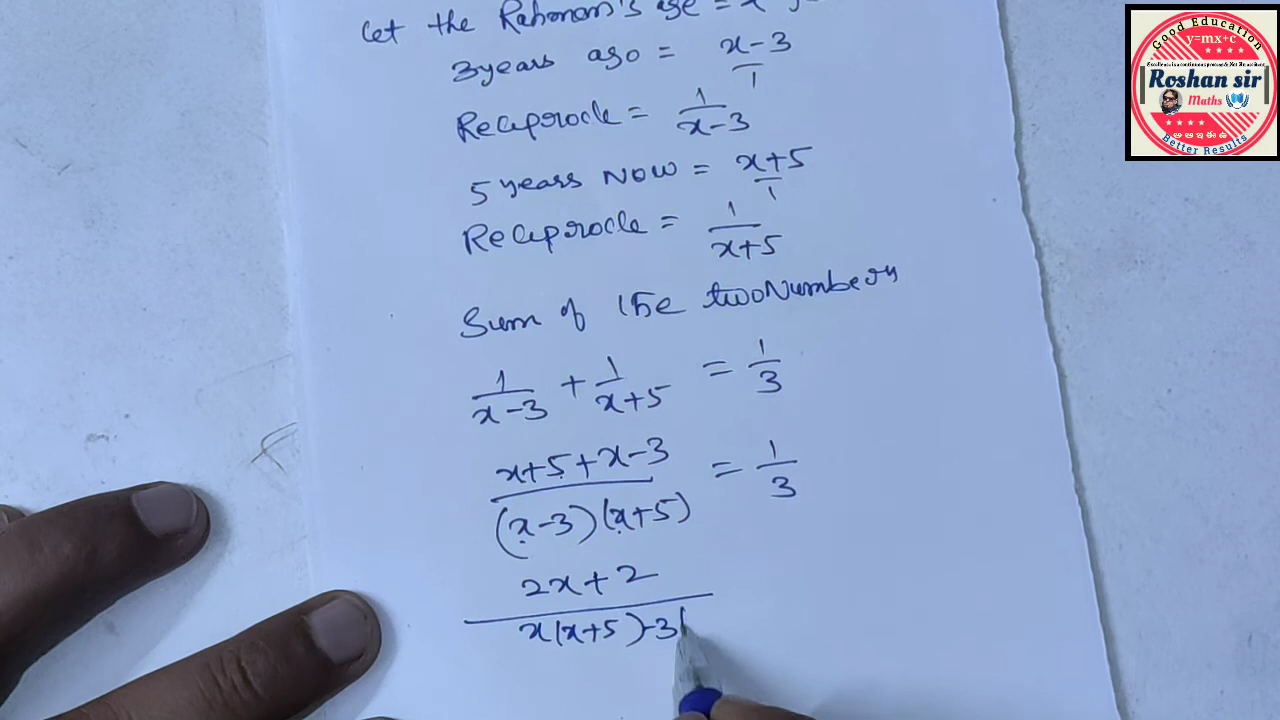 Let the Rahman's age = x
3years ago = x-3/1
Reciprocle = 1/x-3
5 years NOW = x+5/1
Reciprocle = 1/x+5
Sum of the two Numbers
1/x-3 + 1/x+5 = 1/3
x+5+x-3/(x-3)(x+5) = 1/3
2x+2/x(x+5)-3(
Good Education
y=mx+c
★★★★
Roshan sir
Maths
★★★★
Better Results